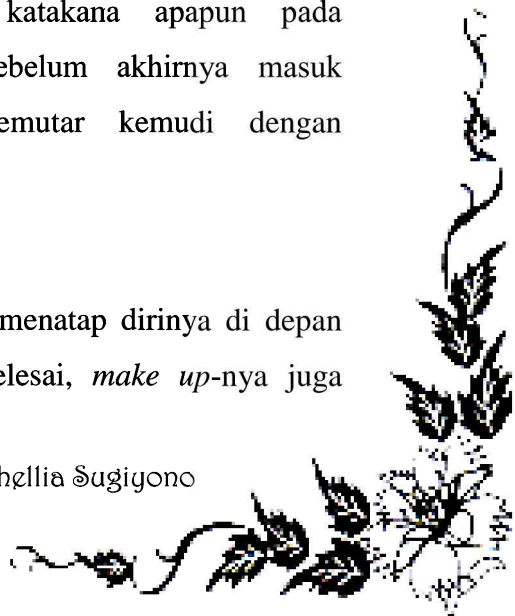 katakana apapun pada
ebelum akhirnya masuk
emutar kemudi dengan
menatap dirinya di depan
elesai, make up-nya juga
hellia Sugiyono